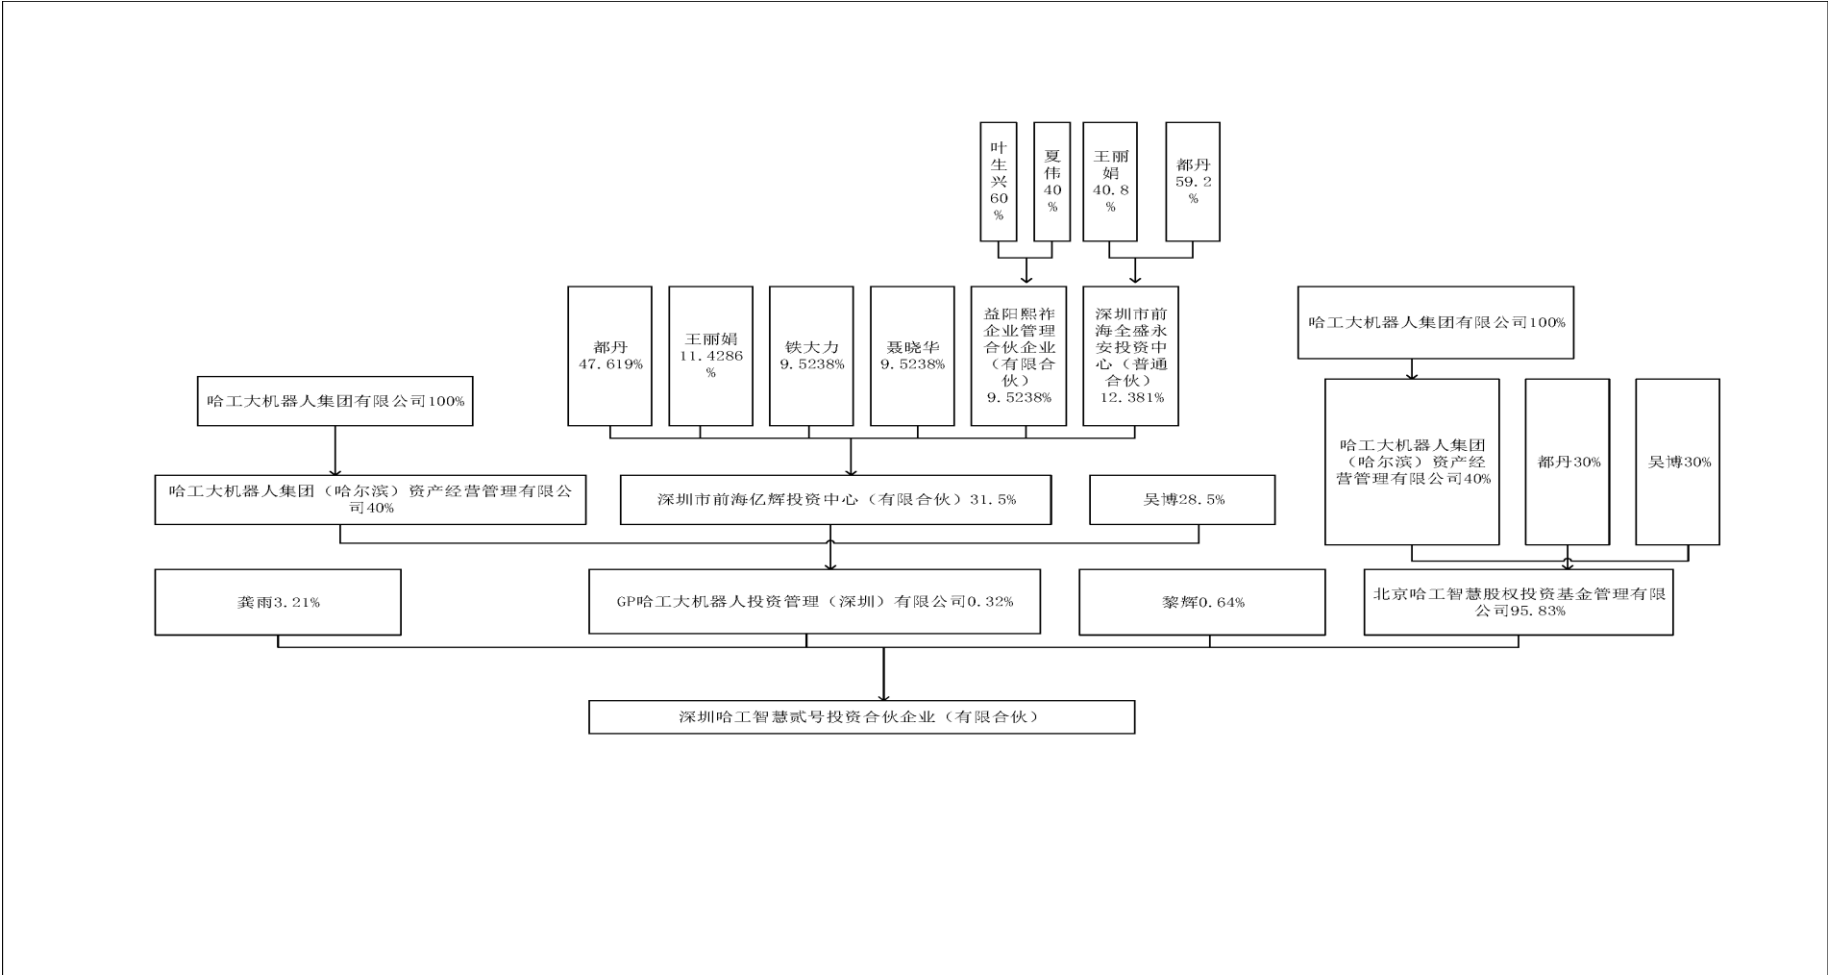 叶
生
兴
60
%
夏
伟
40
%
王丽
娟
40.8
%
都丹
59.2
%
都丹
47.619%
王丽娟
11.4286
%
铁大力
9.5238%
聂晓华
9.5238%
益阳熙祚
企业管理
合伙企业
（有限合
伙）
9.5238%
深圳市前
海全盛永
安投资中
心（普通
合伙）
12.381%
哈工大机器人集团有限公司100%
哈工大机器人集团有限公司100%
哈工大机器人集团
（哈尔滨）资产经
营管理有限公司40%
都丹30%
吴博30%
哈工大机器人集团（哈尔滨）资产经营管理有限公
司40%
深圳市前海亿辉投资中心（有限合伙）31.5%
吴博28.5%
龚雨3.21%
GP哈工大机器人投资管理（深圳）有限公司0.32%
黎辉0.64%
北京哈工智慧股权投资基金管理有限
公司95.83%
深圳哈工智慧贰号投资合伙企业（有限合伙）